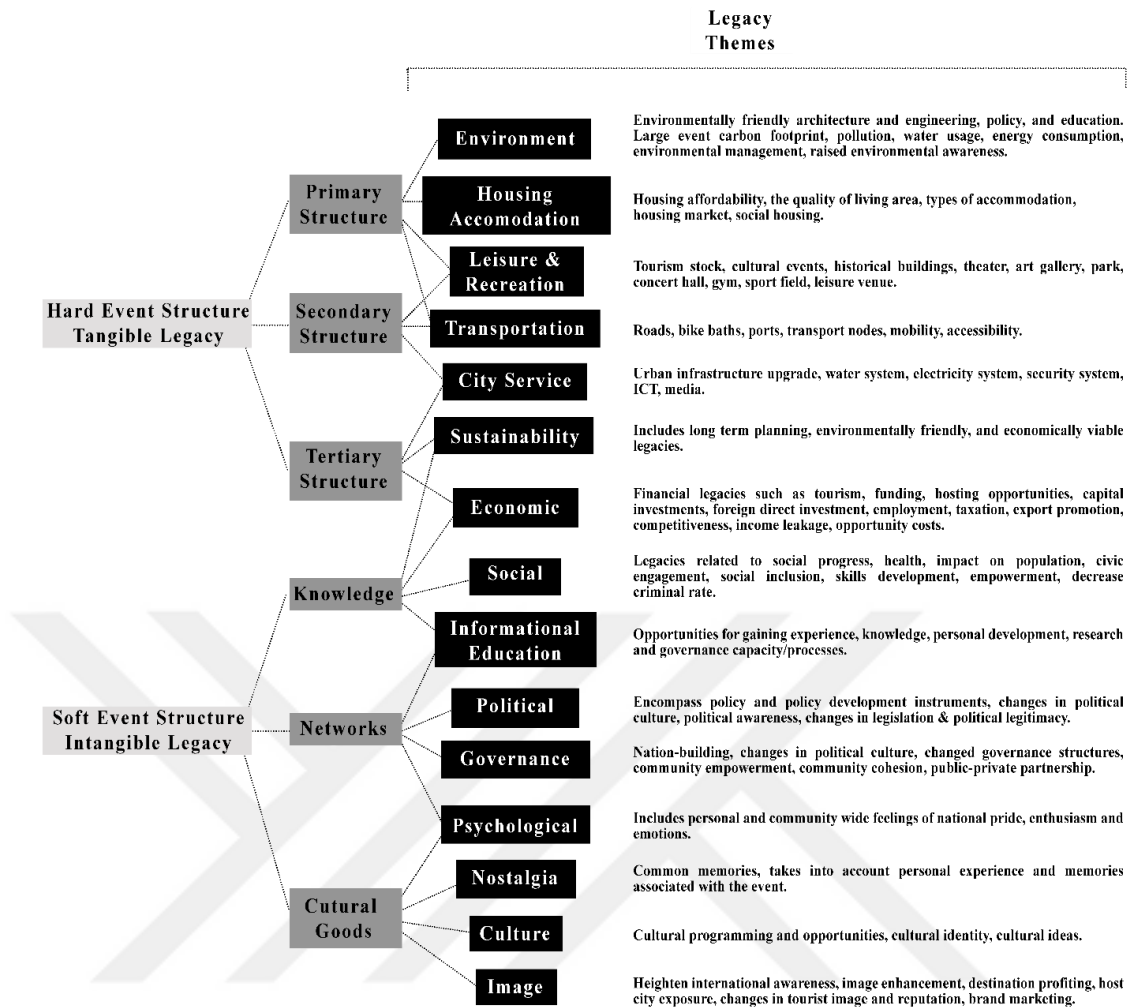 Legacy
Themes
Environment
Environmentally friendly architecture and engineering, policy, and education.
Large event carbon footprint, pollution, water usage, energy consumption,
environmental management, raised environmental awareness.
Primary
Structure
Housing
Accomodation
Housing affordability, the quality of living area, types of accommodation,
housing market, social housing.
Leisure &
Recreation
Tourism stock, cultural events, historical buildings, theater, art gallery, park,
concert hall, gym, sport field, leisure venue.
Hard Event Structure
Tangible Legacy
Secondary
Structure
Transportation
Roads, bike baths, ports, transport nodes, mobility, accessibility.
City Service
Urban infrastructure upgrade, water system, electricity system, security system,
ICT, media.
Sustainability
Includes long term planning, environmentally friendly, and economically viable
legacies.
Tertiary
Structure
Economic
Financial legacies such as tourism, funding, hosting opportunities, capital
investments, foreign direct investment, employment, taxation, export promotion,
competitiveness, income leakage, opportunity costs.
Social
Legacies related to social progress, health, impact on population, civic
engagement, social inclusion, skills development, empowerment, decrease
criminal rate.
Knowledge
Informational
Education
Opportunities for gaining experience, knowledge, personal development, research
and governance capacity/processes.
Political
Encompass policy and policy development instruments, changes in political
culture, political awareness, changes in legislation & political legitimacy.
Soft Event Structure
Intangible Legacy
Networks
Governance
Nation-building, changes in political culture, changed governance structures,
community empowerment, community cohesion, public-private partnership.
Psychological
Includes personal and community wide feelings of national pride, enthusiasm and
emotions.
Nostalgia
Common memories, takes into account personal experience and memories
associated with the event.
Cutural
Goods
Culture
Cultural programming and opportunities, cultural identity, cultural ideas.
Image
Heighten international awareness, image enhancement, destination profiting, host
city exposure, changes in tourist image and reputation, brand marketing.